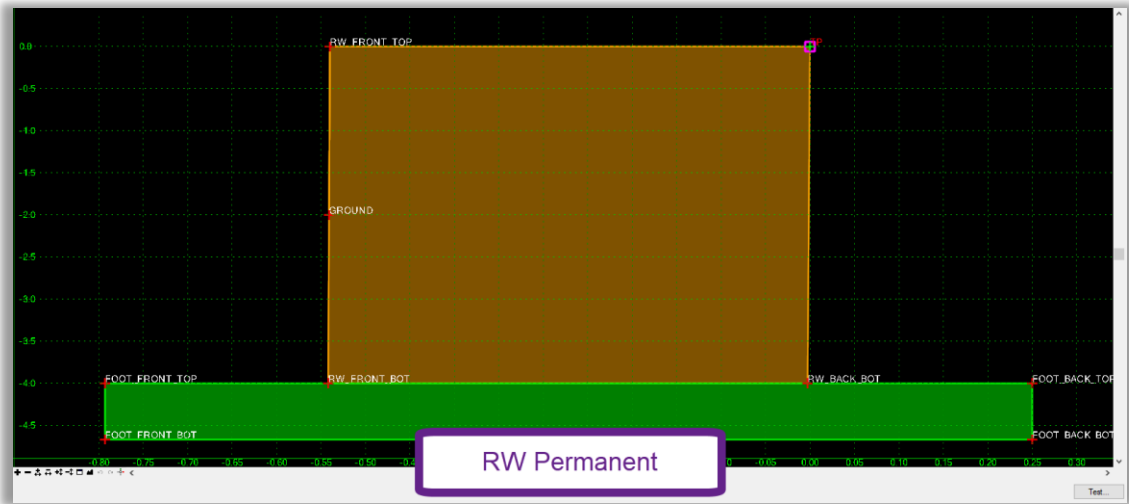 RW_FRONT_TOP
TP
0.0
-0.5
-1.0
-1.5
GROUND
-2.0
-2.5
-3.0
-3.5
FOOT_FRONT_TOP RW_FRONT_BOT RW_BACK_BOT FOOT_BACK_TOP
-4.0
-4.5
FOOT_FRONT_BOT FOOT_BACK_BOT
-0.80 -0.75 -0.70 -0.65 -0.60 -0.55 -0.50 -0.05 0.00 0.05 0.10 0.15 0.20 0.25 0.30
RW Permanent
Test...